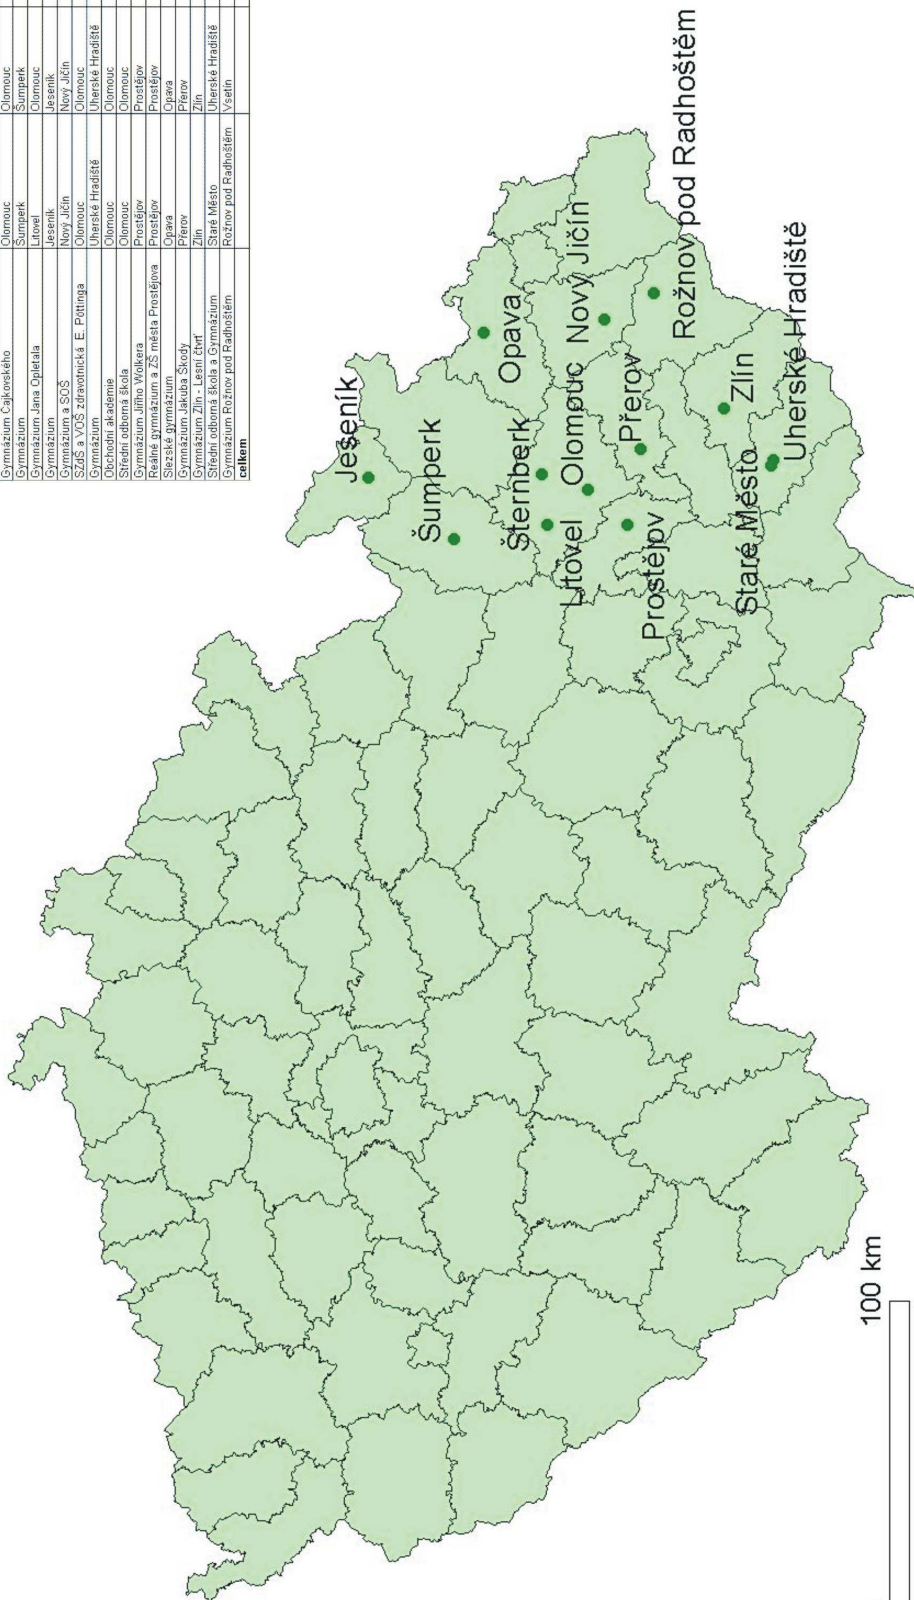 Gymnázium Čajkovského Olomouc Olomouc
Gymnázium Šumperk Šumperk
Gymnázium Jana Opletala Litovel Olomouc
Gymnázium Jeseník Jeseník
Gymnázium a SOŠ Nový Jičín Nový Jičín
SZdŠ a VOŠ zdravotnická E. Pöttinga Olomouc Olomouc
Gymnázium Uherské Hradiště Uherské Hradiště
Obchodní akademie Olomouc Olomouc
Střední odborná škola Olomouc Olomouc
Gymnázium Jiřího Wolkera Prostějov Prostějov
Reálné gymnázium a ZŠ města Prostějova Prostějov Prostějov
Slezské gymnázium Opava Opava
Gymnázium Jakuba Škody Přerov Přerov
Gymnázium Zlín - Lesní čtvrť Zlín Zlín
Střední odborná škola a Gymnázium Staré Město Uherské Hradiště
Gymnázium Rožnov pod Radhoštěm Rožnov pod Radhoštěm Vsetín
celkem
Jeseník
Šumperk
Opava
Šternberk
Litovel
Olomouc
Nový Jičín
Přerov
Prostějov
Rožnov pod Radhoštěm
Zlín
Staré Město
Uherské Hradiště
100 km